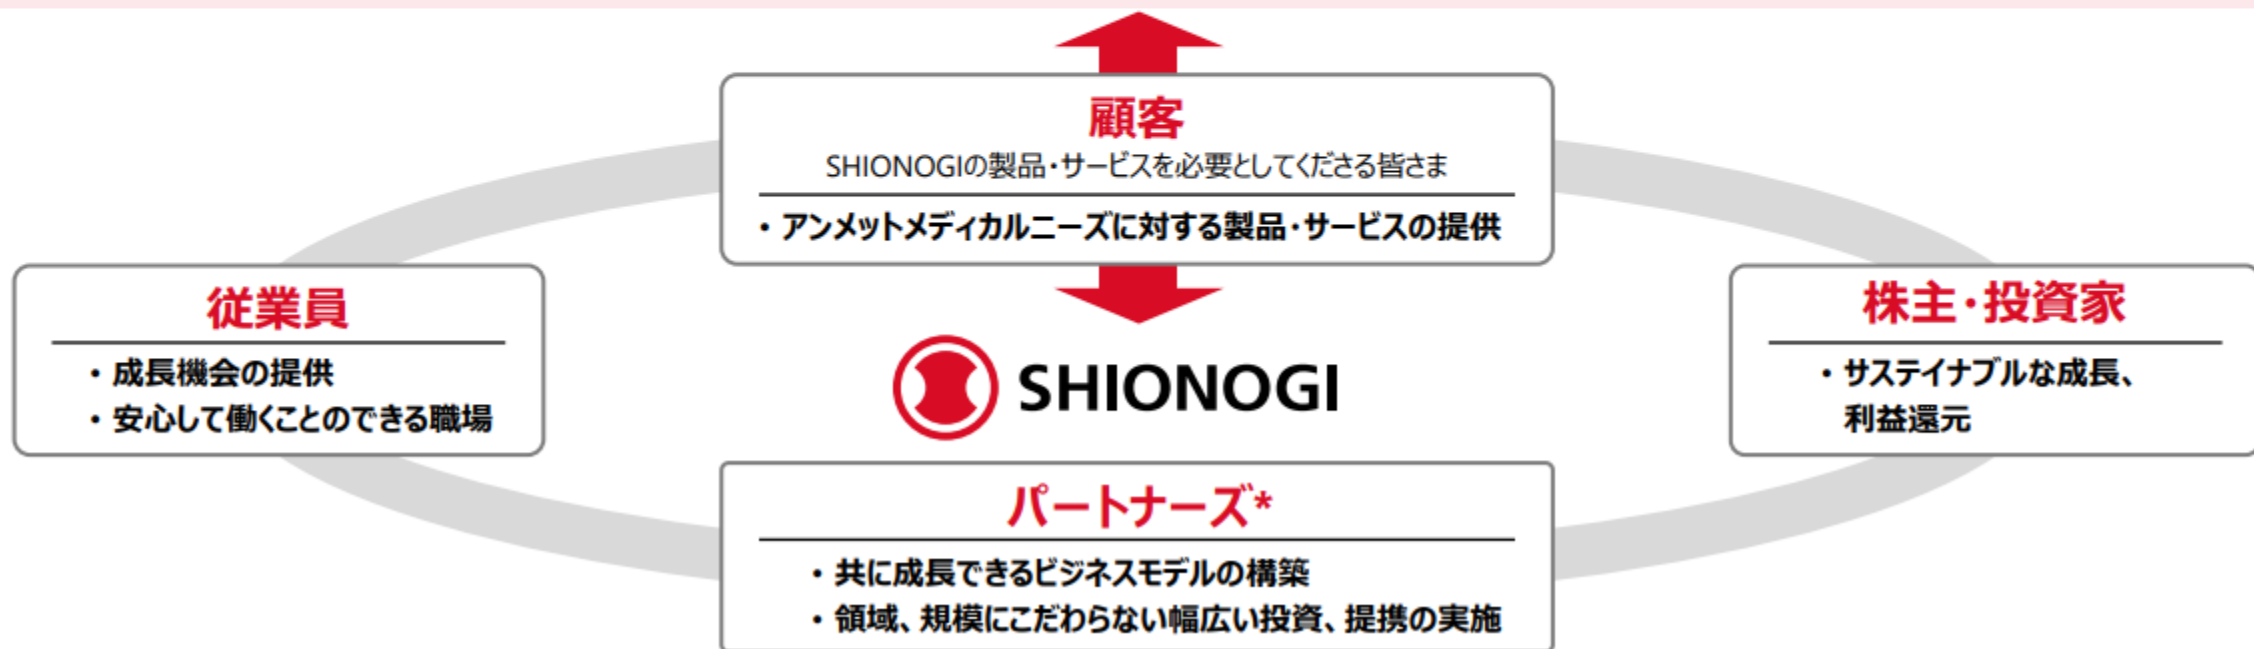 顧客
SHIONOGIの製品・サービスを必要としてくださる皆さま
・アンメットメディカルニーズに対する製品・サービスの提供
従業員
・成長機会の提供
・安心して働くことのできる職場
SHIONOGI
株主・投資家
・サステイナブルな成長、
利益還元
パートナーズ*
・共に成長できるビジネスモデルの構築
・領域、規模にこだわらない幅広い投資、提携の実施